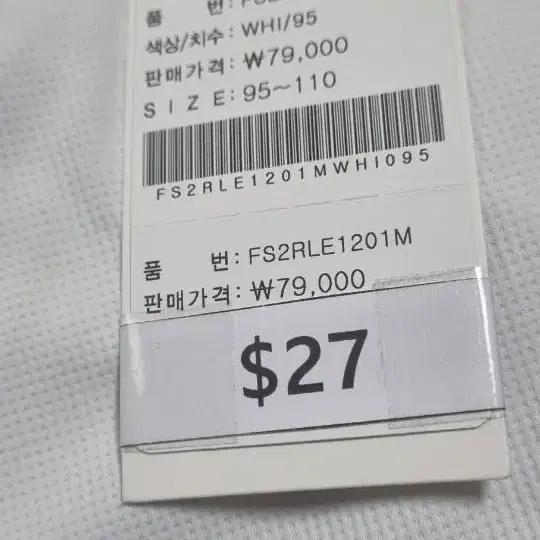 품 번: FS2
색상/치수: WHI/95
판매가격: ₩79,000
SIZE: 95~110
FS2RLE1201MWHI095
품 번: FS2RLE1201M
판매가격: ₩79,000
$27